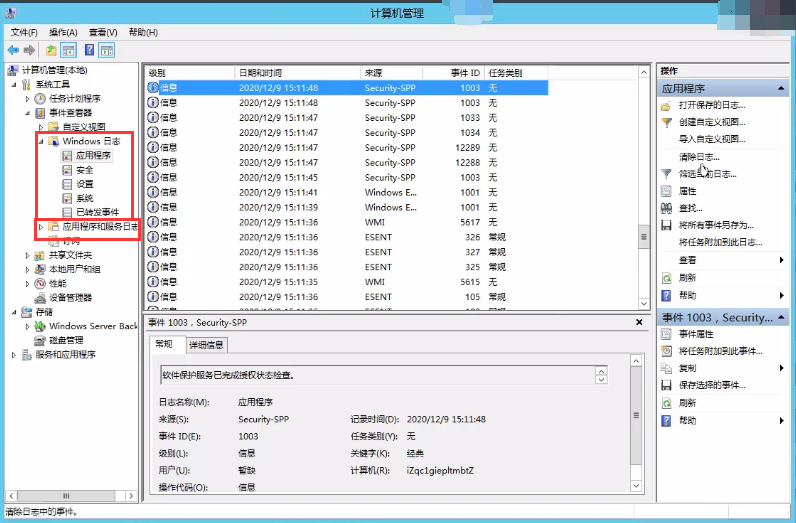 计算机管理
文件(F) 操作(A) 查看(V) 帮助(H)
计算机管理(本地)
系统工具
任务计划程序
事件查看器
自定义视图
Windows 日志
应用程序
安全
设置
系统
已转发事件
应用程序和服务日志
订阅
共享文件夹
本地用户和组
性能
设备管理器
存储
Windows Server Back
磁盘管理
服务和应用程序
级别 日期和时间 来源 事件 ID 任务类别
信息 2020/12/9 15:11:48 Security-SPP 1003 无
信息 2020/12/9 15:11:48 Security-SPP 1003 无
信息 2020/12/9 15:11:47 Security-SPP 1033 无
信息 2020/12/9 15:11:47 Security-SPP 1034 无
信息 2020/12/9 15:11:47 Security-SPP 12289 无
信息 2020/12/9 15:11:47 Security-SPP 12288 无
信息 2020/12/9 15:11:45 Security-SPP 1003 无
信息 2020/12/9 15:11:41 Windows E... 1001 无
信息 2020/12/9 15:11:39 Windows E... 1001 无
信息 2020/12/9 15:11:36 WMI 5617 无
信息 2020/12/9 15:11:36 ESENT 326 常规
信息 2020/12/9 15:11:36 ESENT 327 常规
信息 2020/12/9 15:11:36 ESENT 325 常规
信息 2020/12/9 15:11:35 WMI 5615 无
信息 2020/12/9 15:11:36 ESENT 105 常规
事件 1003，Security-SPP
常规 详细信息
软件保护服务已完成授权状态检查。
日志名称(M): 应用程序
来源(S): Security-SPP 记录时间(D): 2020/12/9 15:11:48
事件 ID(E): 1003 任务类别(Y): 无
级别(L): 信息 关键字(K): 经典
用户(U): 暂缺 计算机(R): iZqc1giepltmbtZ
操作代码(O): 信息
操作
应用程序
打开保存的日志...
创建自定义视图...
导入自定义视图...
清除日志...
筛选当前日志...
属性
查找...
将所有事件另存为...
将任务附加到此日志...
查看
刷新
帮助
事件 1003，Security...
事件属性
将任务附加到此事件...
复制
保存选择的事件...
刷新
帮助
清除日志中的事件。